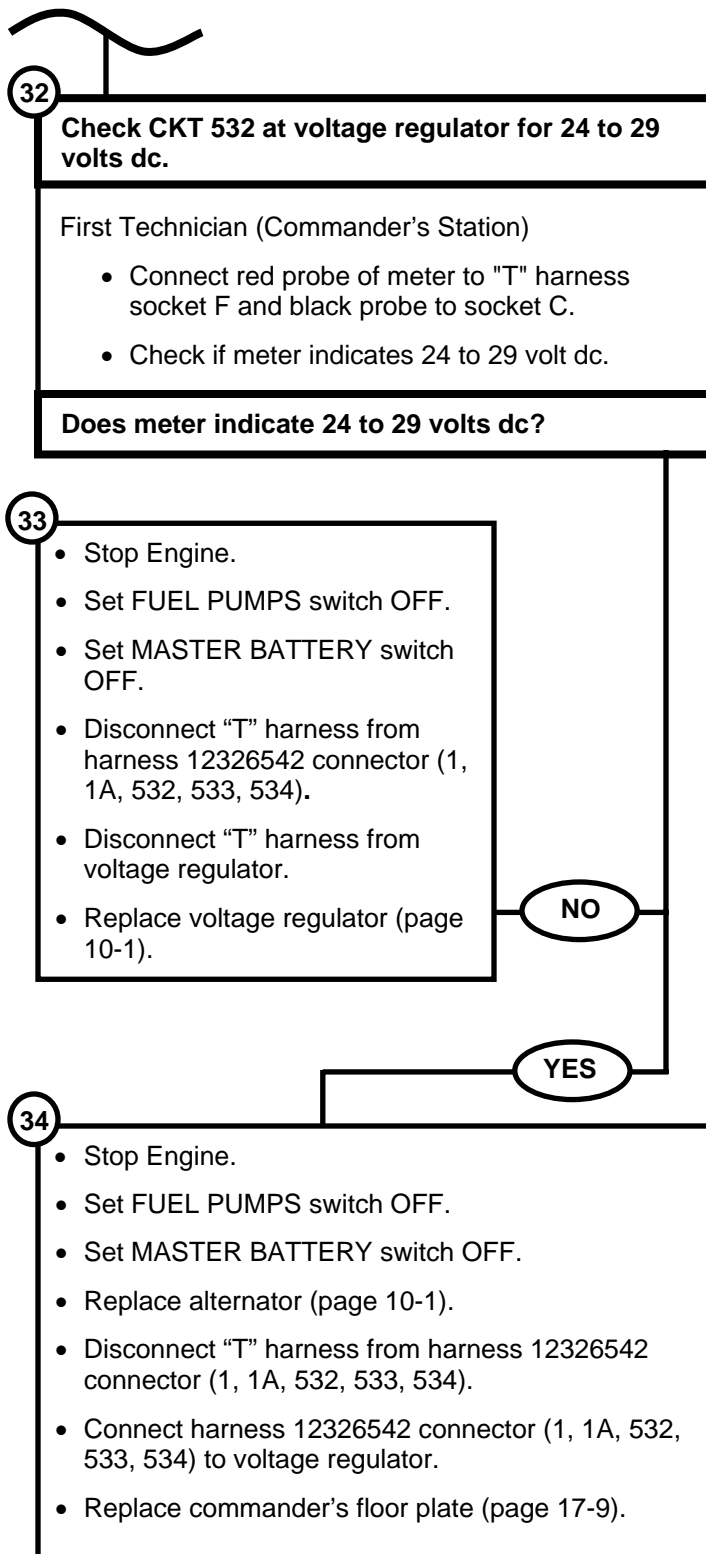 32
Check CKT 532 at voltage regulator for 24 to 29
volts dc.
First Technician (Commander’s Station)
• Connect red probe of meter to "T" harness
socket F and black probe to socket C.
• Check if meter indicates 24 to 29 volt dc.
Does meter indicate 24 to 29 volts dc?
33
• Stop Engine.
• Set FUEL PUMPS switch OFF.
• Set MASTER BATTERY switch
OFF.
• Disconnect “T” harness from
harness 12326542 connector (1,
1A, 532, 533, 534).
• Disconnect “T” harness from
voltage regulator.
• Replace voltage regulator (page
10-1).
NO
YES
34
• Stop Engine.
• Set FUEL PUMPS switch OFF.
• Set MASTER BATTERY switch OFF.
• Replace alternator (page 10-1).
• Disconnect “T” harness from harness 12326542
connector (1, 1A, 532, 533, 534).
• Connect harness 12326542 connector (1, 1A, 532,
533, 534) to voltage regulator.
• Replace commander’s floor plate (page 17-9).